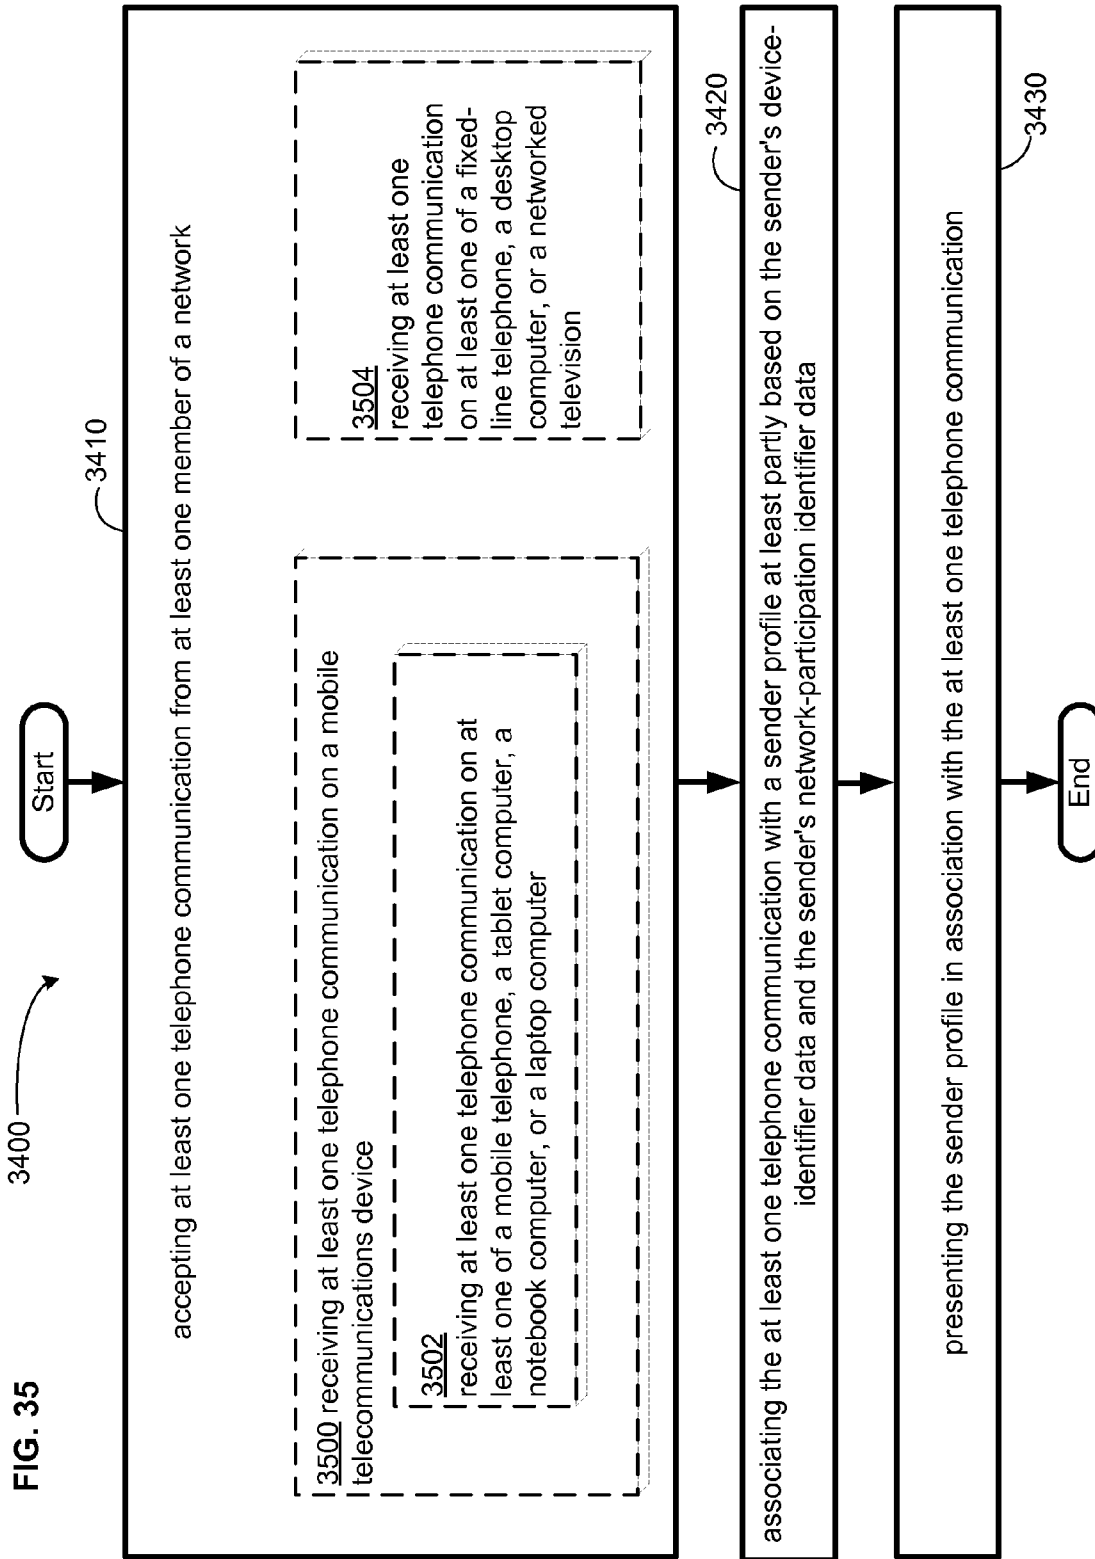 FIG. 35
3400
Start
3410
accepting at least one telephone communication from at least one member of a network
3500 receiving at least one telephone communication on a mobile
telecommunications device
3502
receiving at least one telephone communication on at
least one of a mobile telephone, a tablet computer, a
notebook computer, or a laptop computer
3504
receiving at least one
telephone communication
on at least one of a fixed-
line telephone, a desktop
computer, or a networked
television
3420
associating the at least one telephone communication with a sender profile at least partly based on the sender's device-
identifier data and the sender's network-participation identifier data
3430
presenting the sender profile in association with the at least one telephone communication
End